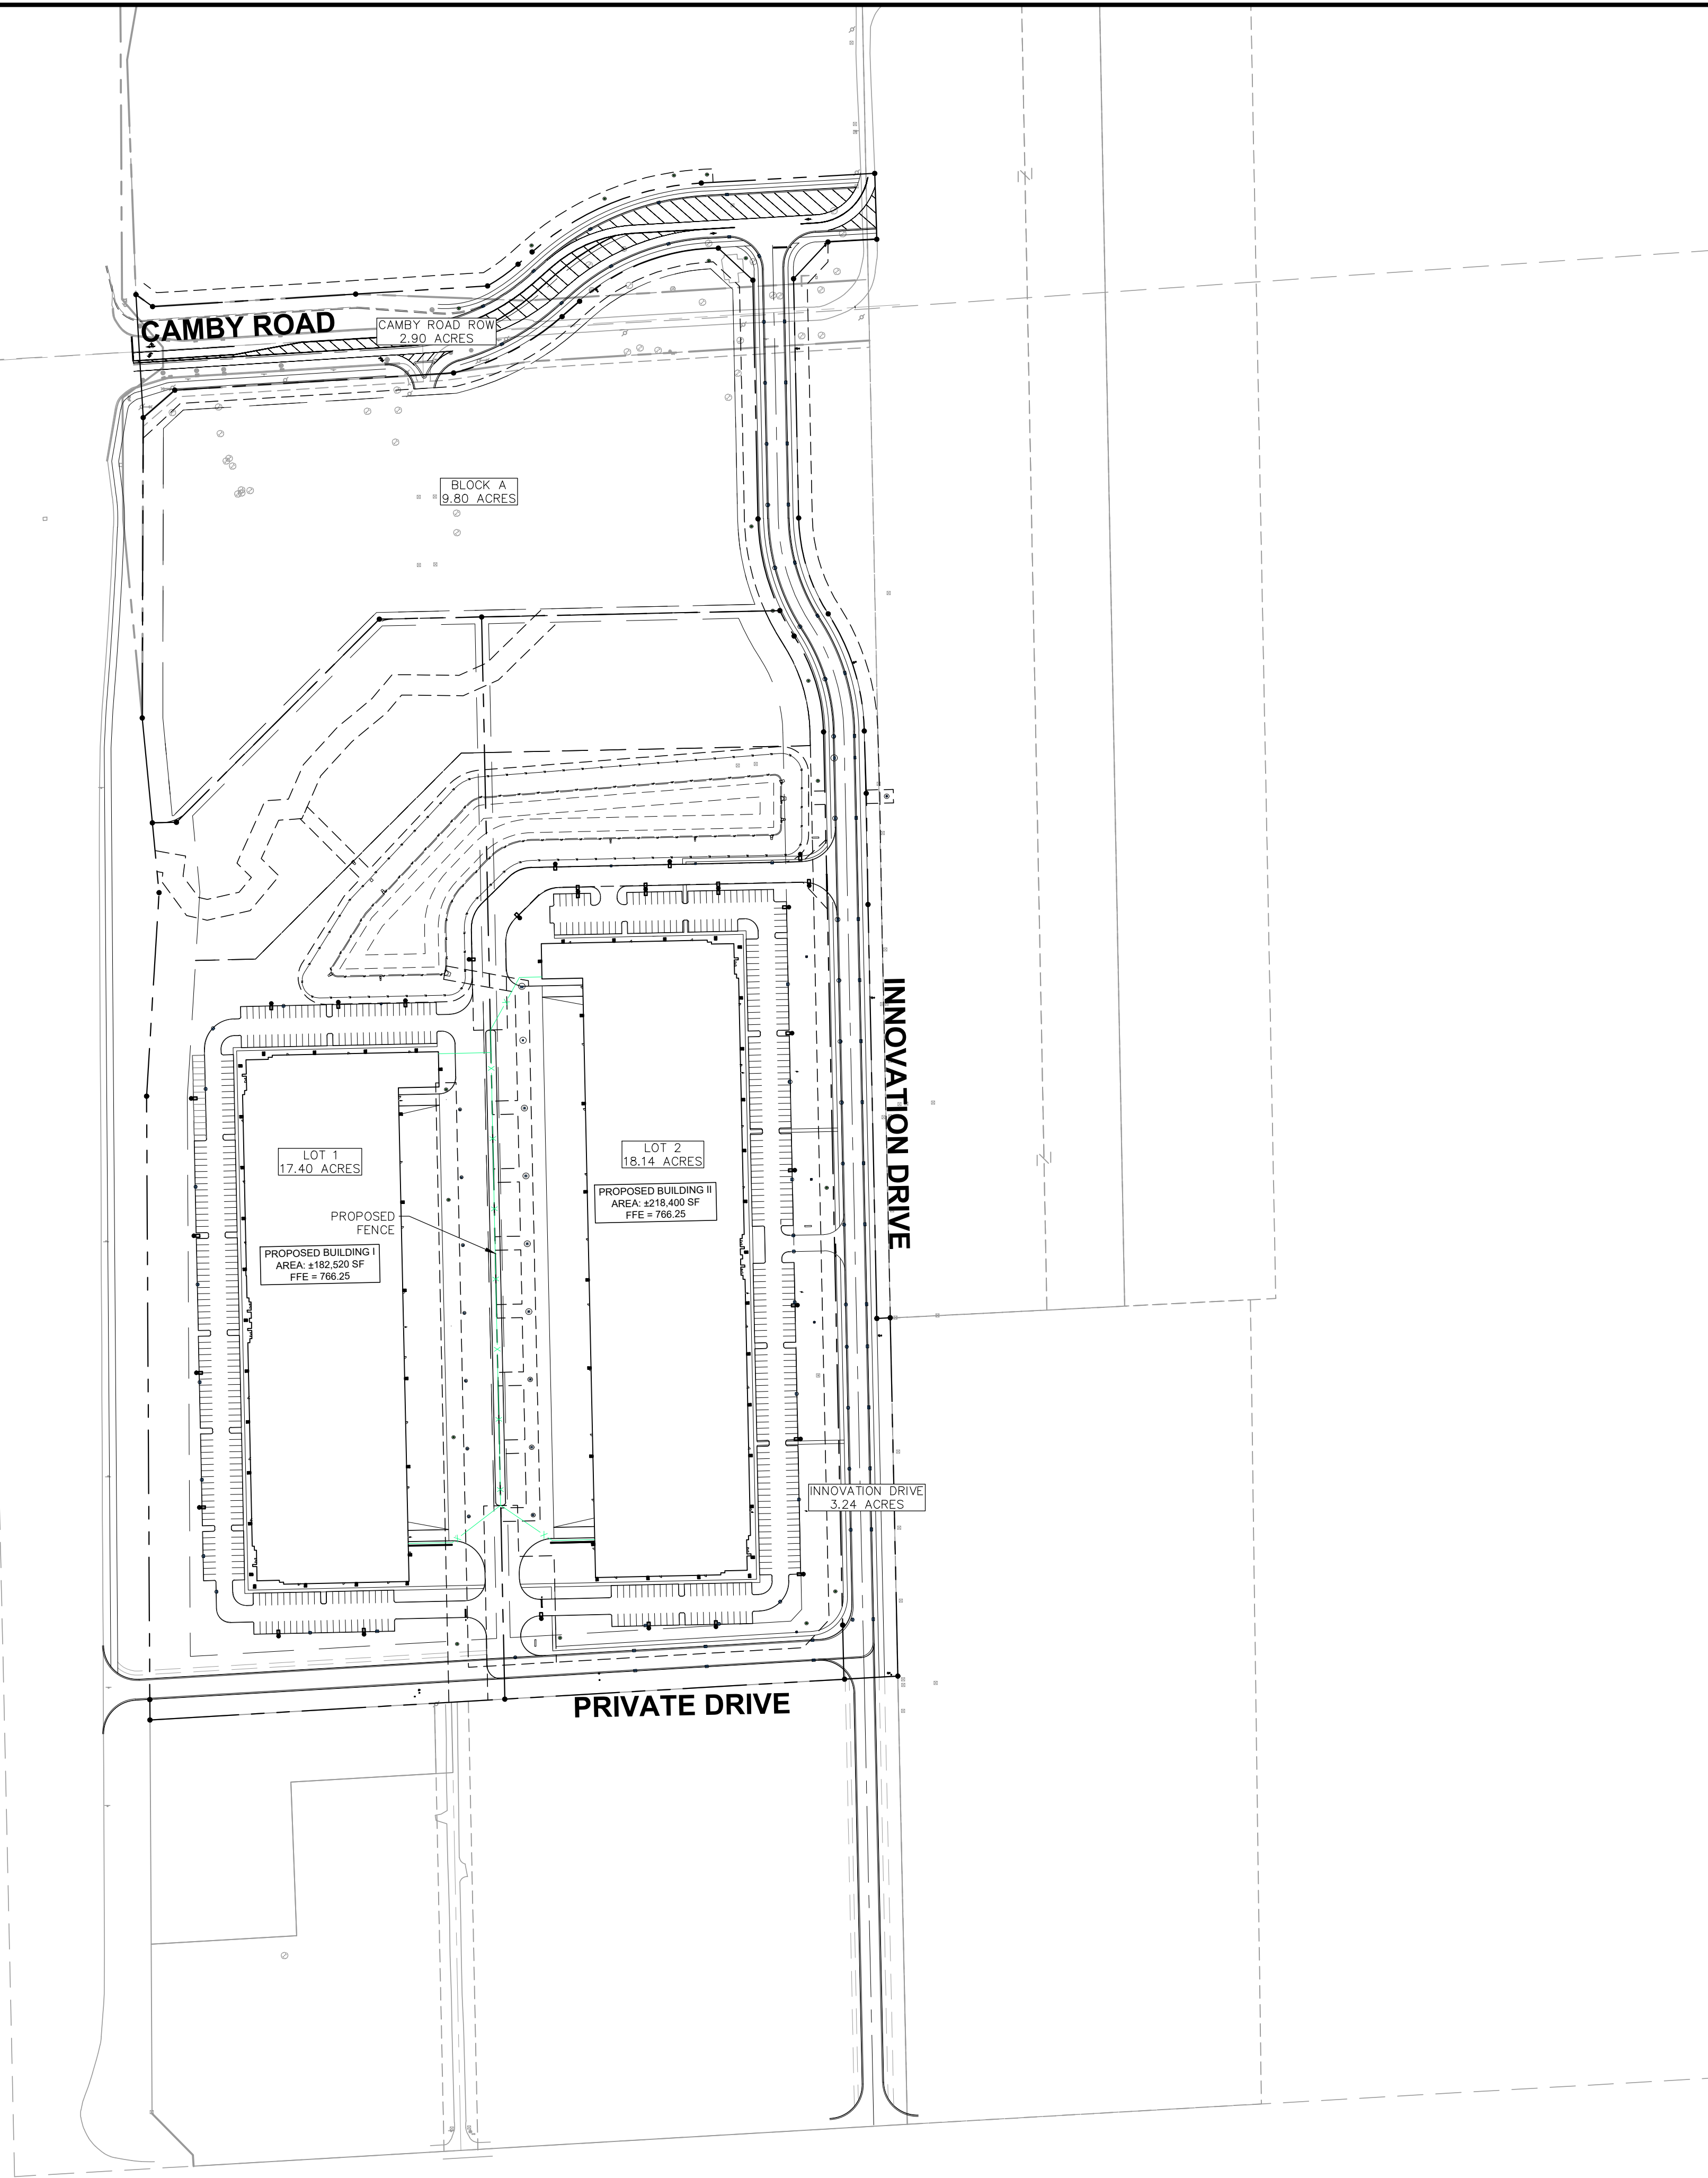 CAMBY ROAD
CAMBY ROAD ROW
2.90 ACRES
BLOCK A
9.80 ACRES
INNOVATION DRIVE
LOT 1
17.40 ACRES
LOT 2
18.14 ACRES
PROPOSED BUILDING II
AREA: ±218,400 SF
FFE = 766.25
PROPOSED
FENCE
PROPOSED BUILDING I
AREA: ±182,520 SF
FFE = 766.25
INNOVATION DRIVE
3.24 ACRES
PRIVATE DRIVE